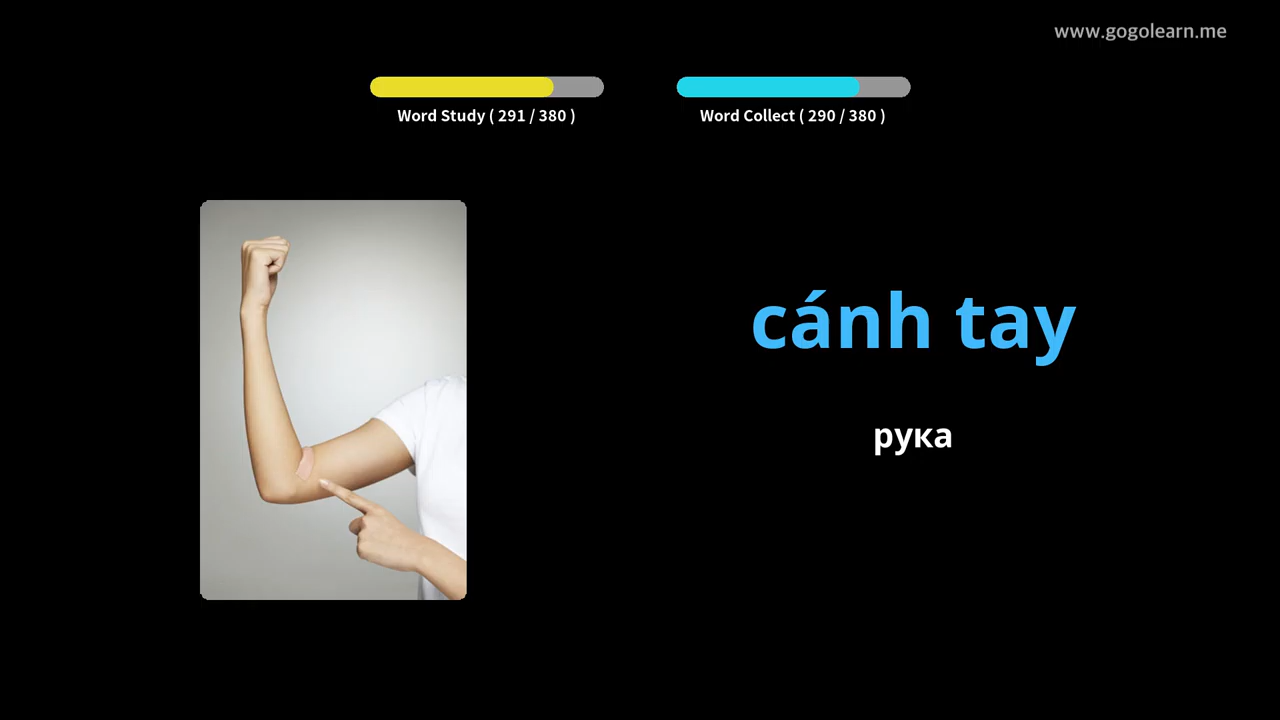 www.gogolearn.me
Word Study ( 291 / 380 )
Word Collect ( 290 / 380 )
cánh tay
рука